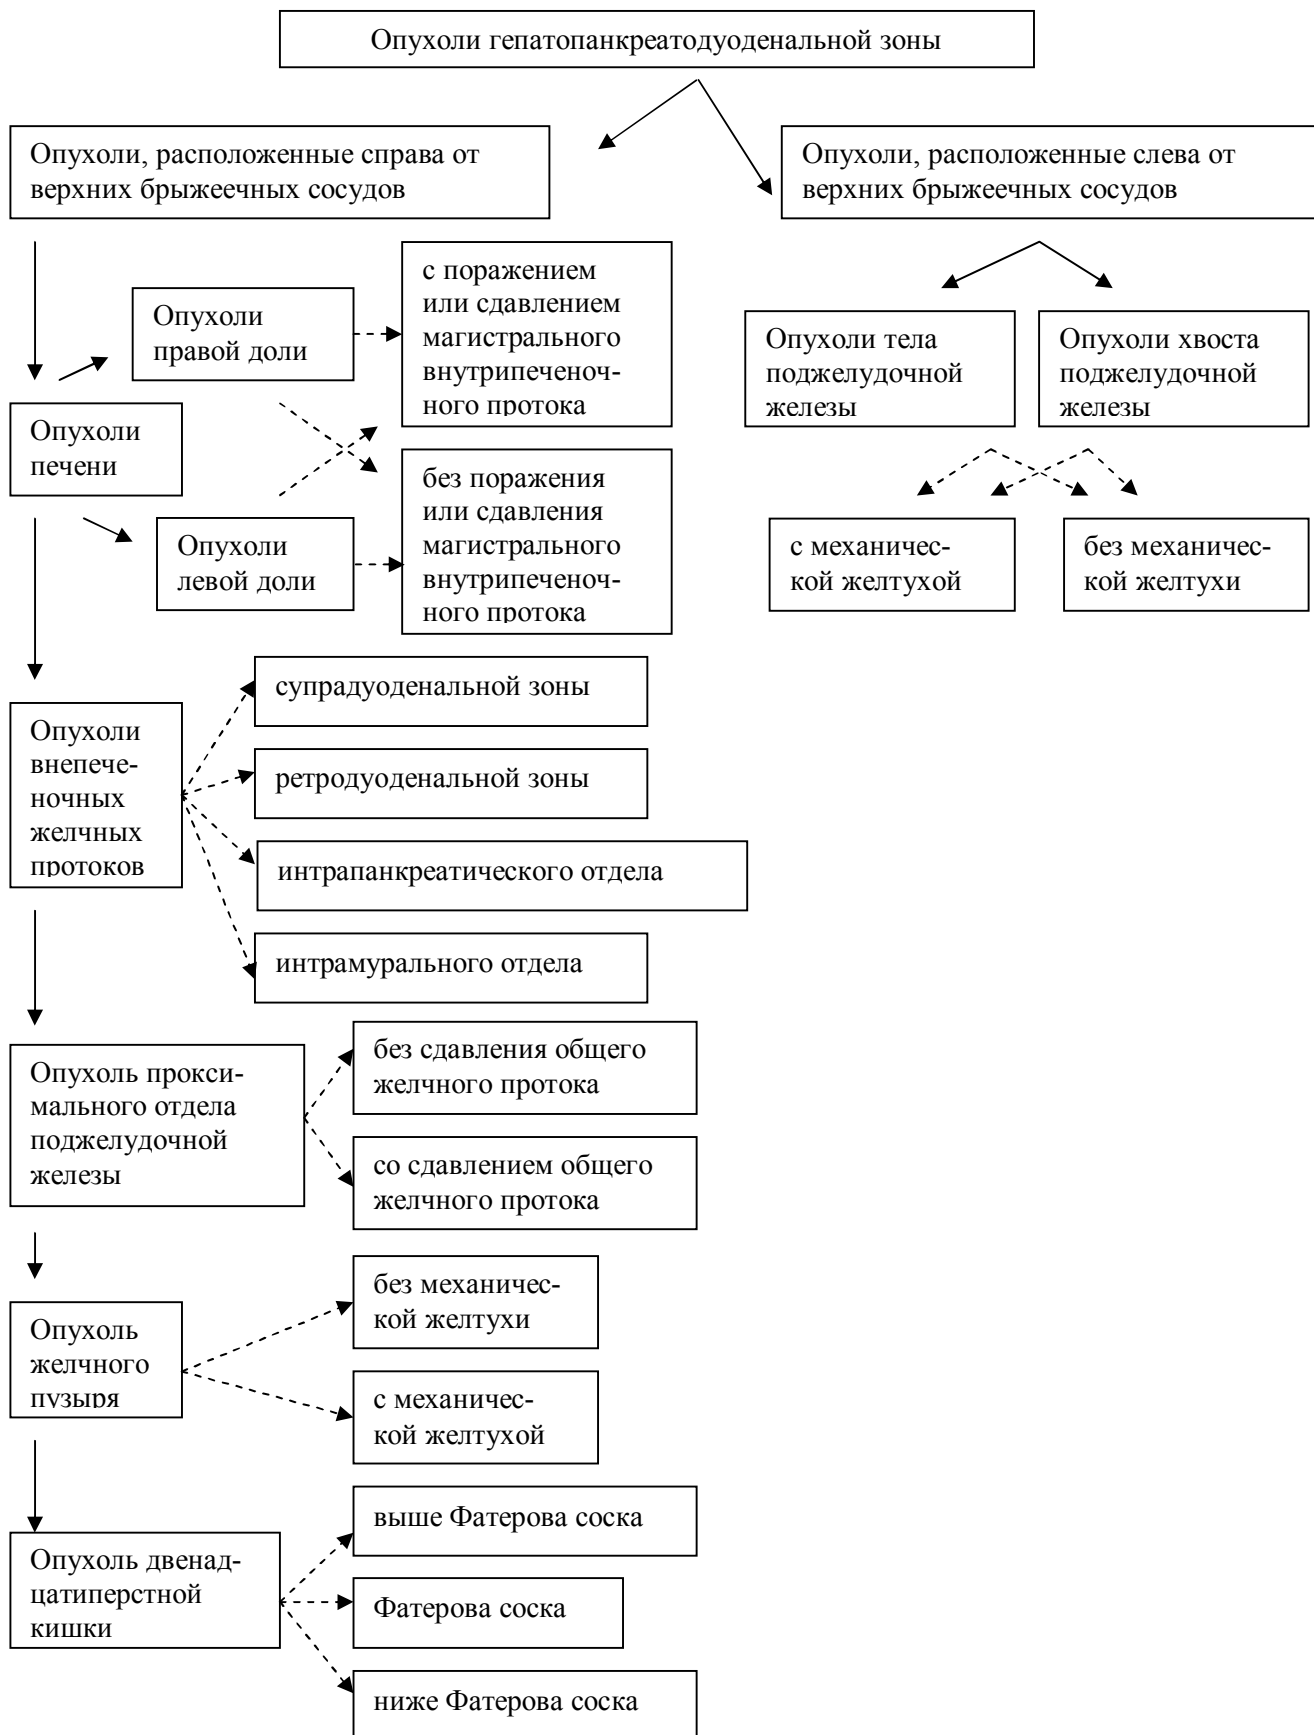 Опухоли гепатопанкреатодуоденальной зоны
Опухоли, расположенные справа от
верхних брыжеечных сосудов
Опухоли, расположенные слева от
верхних брыжеечных сосудов
Опухоли
правой доли
с поражением
или сдавлением
магистрального
внутрипеченоч-
ного протока
Опухоли тела
поджелудочной
железы
Опухоли хвоста
поджелудочной
железы
Опухоли
печени
без поражения
или сдавления
магистрального
внутрипеченоч-
ного протока
Опухоли
левой доли
с механичес-
кой желтухой
без механичес-
кой желтухи
Опухоли
внепече-
ночных
желчных
протоков
супрадуоденальной зоны
ретродуоденальной зоны
интрапанкреатического отдела
интрамурального отдела
Опухоль прокси-
мального отдела
поджелудочной
железы
без сдавления общего
желчного протока
со сдавлением общего
желчного протока
Опухоль
желчного
пузыря
без механичес-
кой желтухи
с механичес-
кой желтухой
Опухоль двенад-
цатиперстной
кишки
выше Фатерова соска
Фатерова соска
ниже Фатерова соска